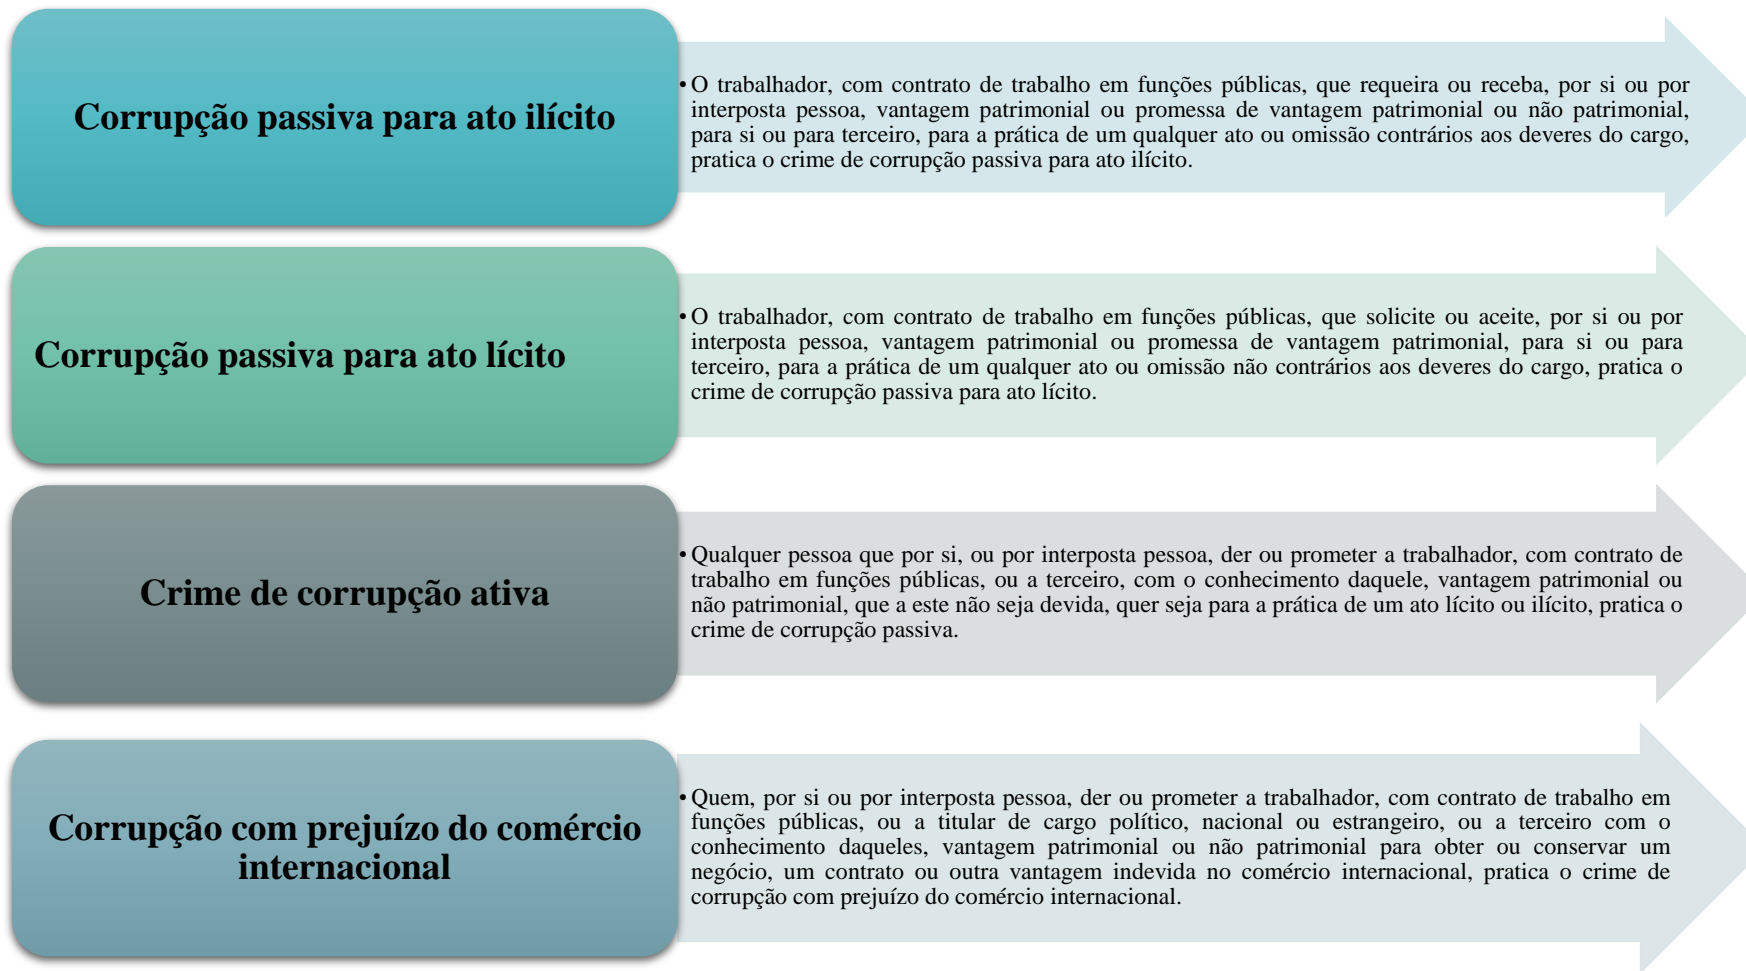 Corrupção passiva para ato ilícito
• O trabalhador, com contrato de trabalho em funções públicas, que requeira ou receba, por si ou por
interposta pessoa, vantagem patrimonial ou promessa de vantagem patrimonial ou não patrimonial,
para si ou para terceiro, para a prática de um qualquer ato ou omissão contrários aos deveres do cargo,
pratica o crime de corrupção passiva para ato ilícito.
Corrupção passiva para ato lícito
• O trabalhador, com contrato de trabalho em funções públicas, que solicite ou aceite, por si ou por
interposta pessoa, vantagem patrimonial ou promessa de vantagem patrimonial, para si ou para
terceiro, para a prática de um qualquer ato ou omissão não contrários aos deveres do cargo, pratica o
crime de corrupção passiva para ato lícito.
Crime de corrupção ativa
• Qualquer pessoa que por si, ou por interposta pessoa, der ou prometer a trabalhador, com contrato de
trabalho em funções públicas, ou a terceiro, com o conhecimento daquele, vantagem patrimonial ou
não patrimonial, que a este não seja devida, quer seja para a prática de um ato lícito ou ilícito, pratica o
crime de corrupção passiva.
Corrupção com prejuízo do comércio
internacional
• Quem, por si ou por interposta pessoa, der ou prometer a trabalhador, com contrato de trabalho em
funções públicas, ou a titular de cargo político, nacional ou estrangeiro, ou a terceiro com o
conhecimento daqueles, vantagem patrimonial ou não patrimonial para obter ou conservar um
negócio, um contrato ou outra vantagem indevida no comércio internacional, pratica o crime de
corrupção com prejuízo do comércio internacional.